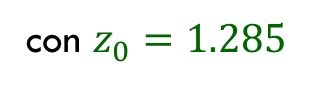 con z₀ = 1.285